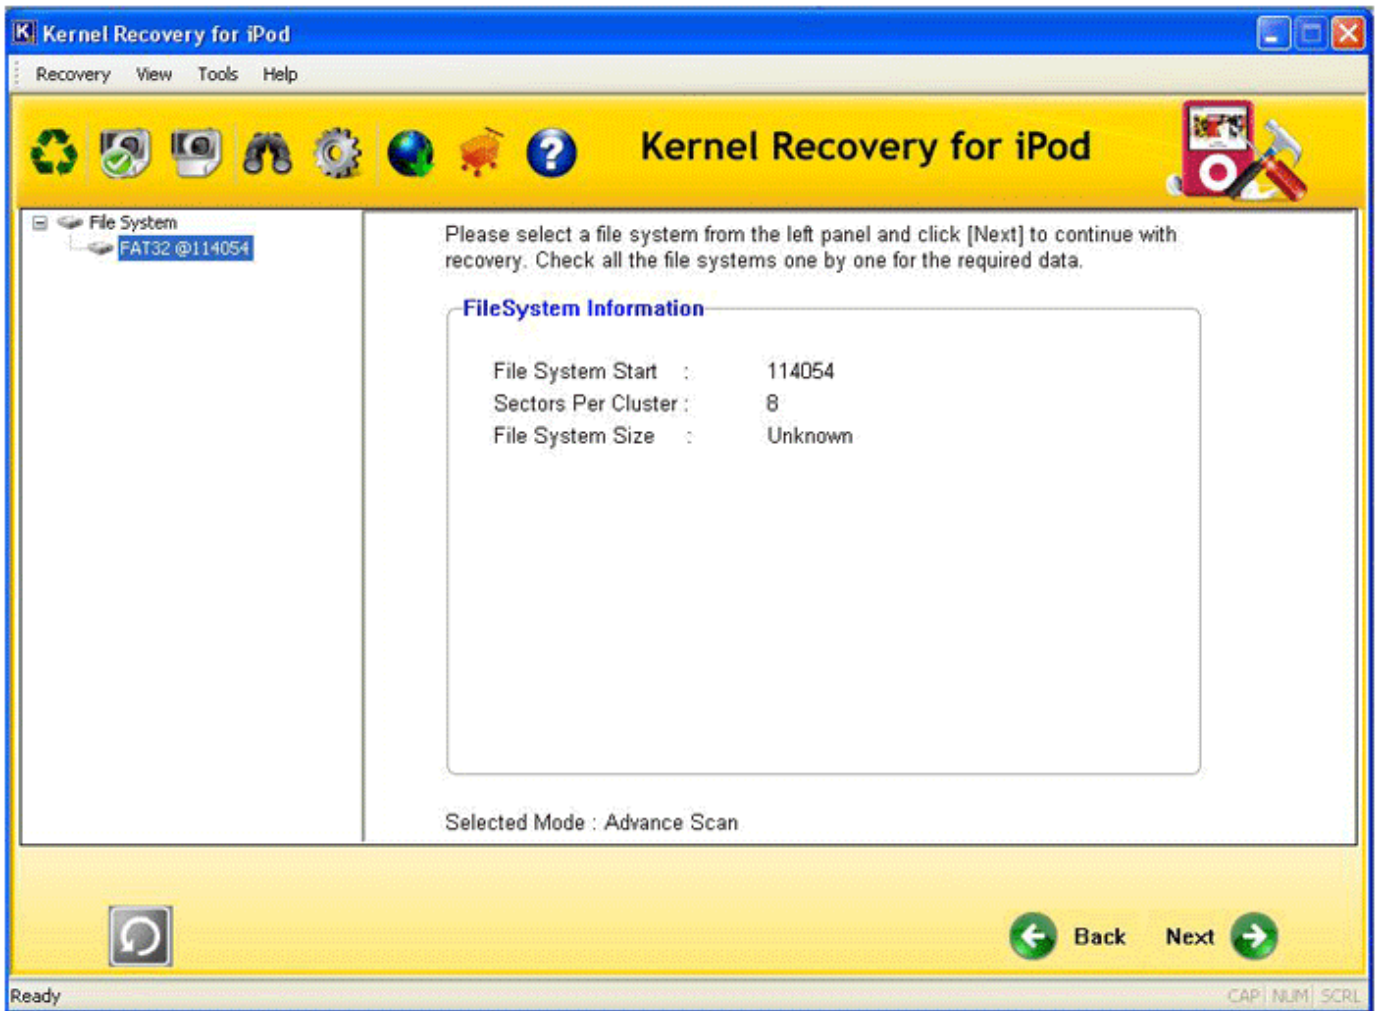 Kernel Recovery for iPod
Recovery View Tools Help
Kernel Recovery for iPod
File System
FAT32 @114054
Please select a file system from the left panel and click [Next] to continue with
recovery. Check all the file systems one by one for the required data.
FileSystem Information
File System Start : 114054
Sectors Per Cluster : 8
File System Size : Unknown
Selected Mode : Advance Scan
Back Next
Ready
CAP NUM SCRL